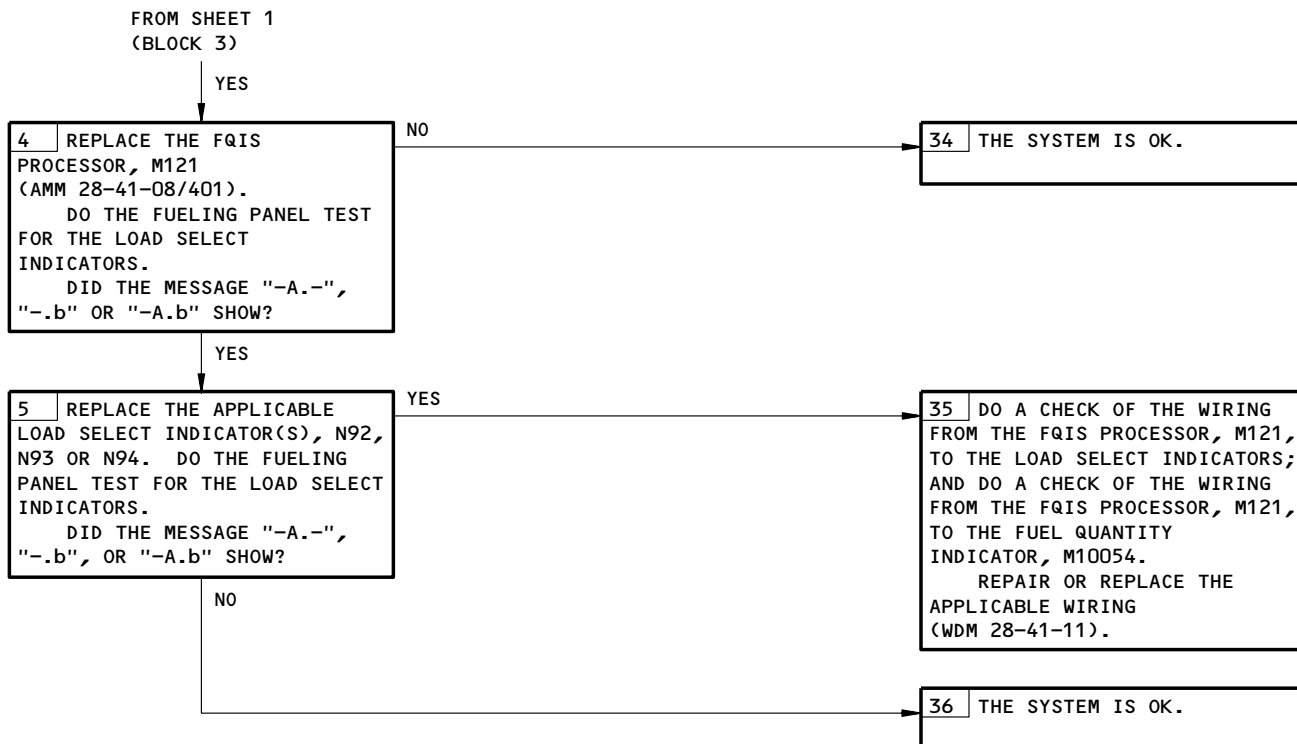 FROM SHEET 1
(BLOCK 3)
YES
4 REPLACE THE FQIS
PROCESSOR, M121
(AMM 28-41-08/401).
DO THE FUELING PANEL TEST
FOR THE LOAD SELECT
INDICATORS.
DID THE MESSAGE "-A.-",
"-.b" OR "-A.b" SHOW?
NO
34 THE SYSTEM IS OK.
YES
5 REPLACE THE APPLICABLE
LOAD SELECT INDICATOR(S), N92,
N93 OR N94. DO THE FUELING
PANEL TEST FOR THE LOAD SELECT
INDICATORS.
DID THE MESSAGE "-A.-",
"-.b", OR "-A.b" SHOW?
YES
35 DO A CHECK OF THE WIRING
FROM THE FQIS PROCESSOR, M121,
TO THE LOAD SELECT INDICATORS;
AND DO A CHECK OF THE WIRING
FROM THE FQIS PROCESSOR, M121,
TO THE FUEL QUANTITY
INDICATOR, M10054.
REPAIR OR REPLACE THE
APPLICABLE WIRING
(WDM 28-41-11).
NO
36 THE SYSTEM IS OK.